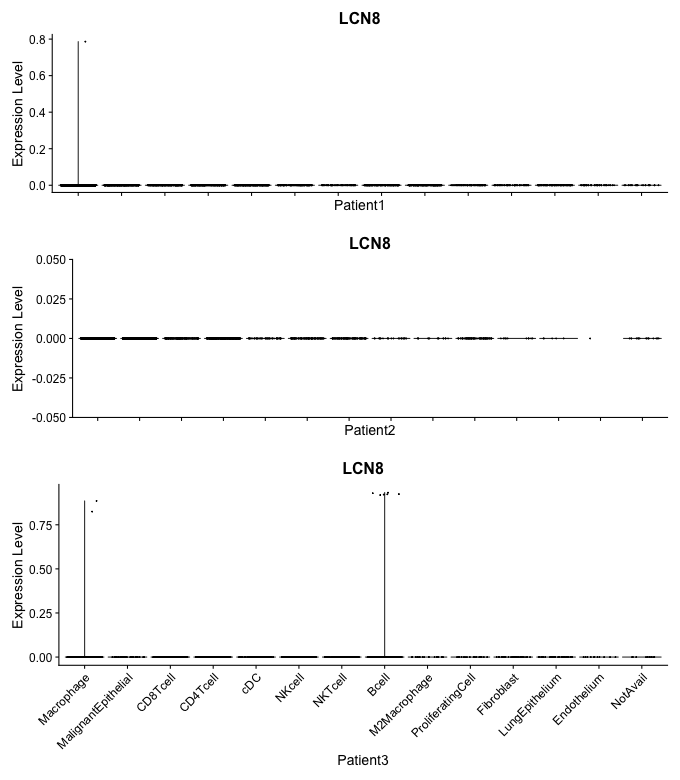 LCN8
Expression Level
0.8
0.6
0.4
0.2
0.0
Patient1
LCN8
Expression Level
0.050
0.025
0.000
-0.025
-0.050
Patient2
LCN8
Expression Level
0.75
0.50
0.25
0.00
Macrophage
MalignantEpithelial
CD8Tcell
CD4Tcell
cDC
NKcell
NKTcell
Bcell
M2Macrophage
ProliferatingCell
Fibroblast
LungEpithelium
Endothelium
NotAvail
Patient3